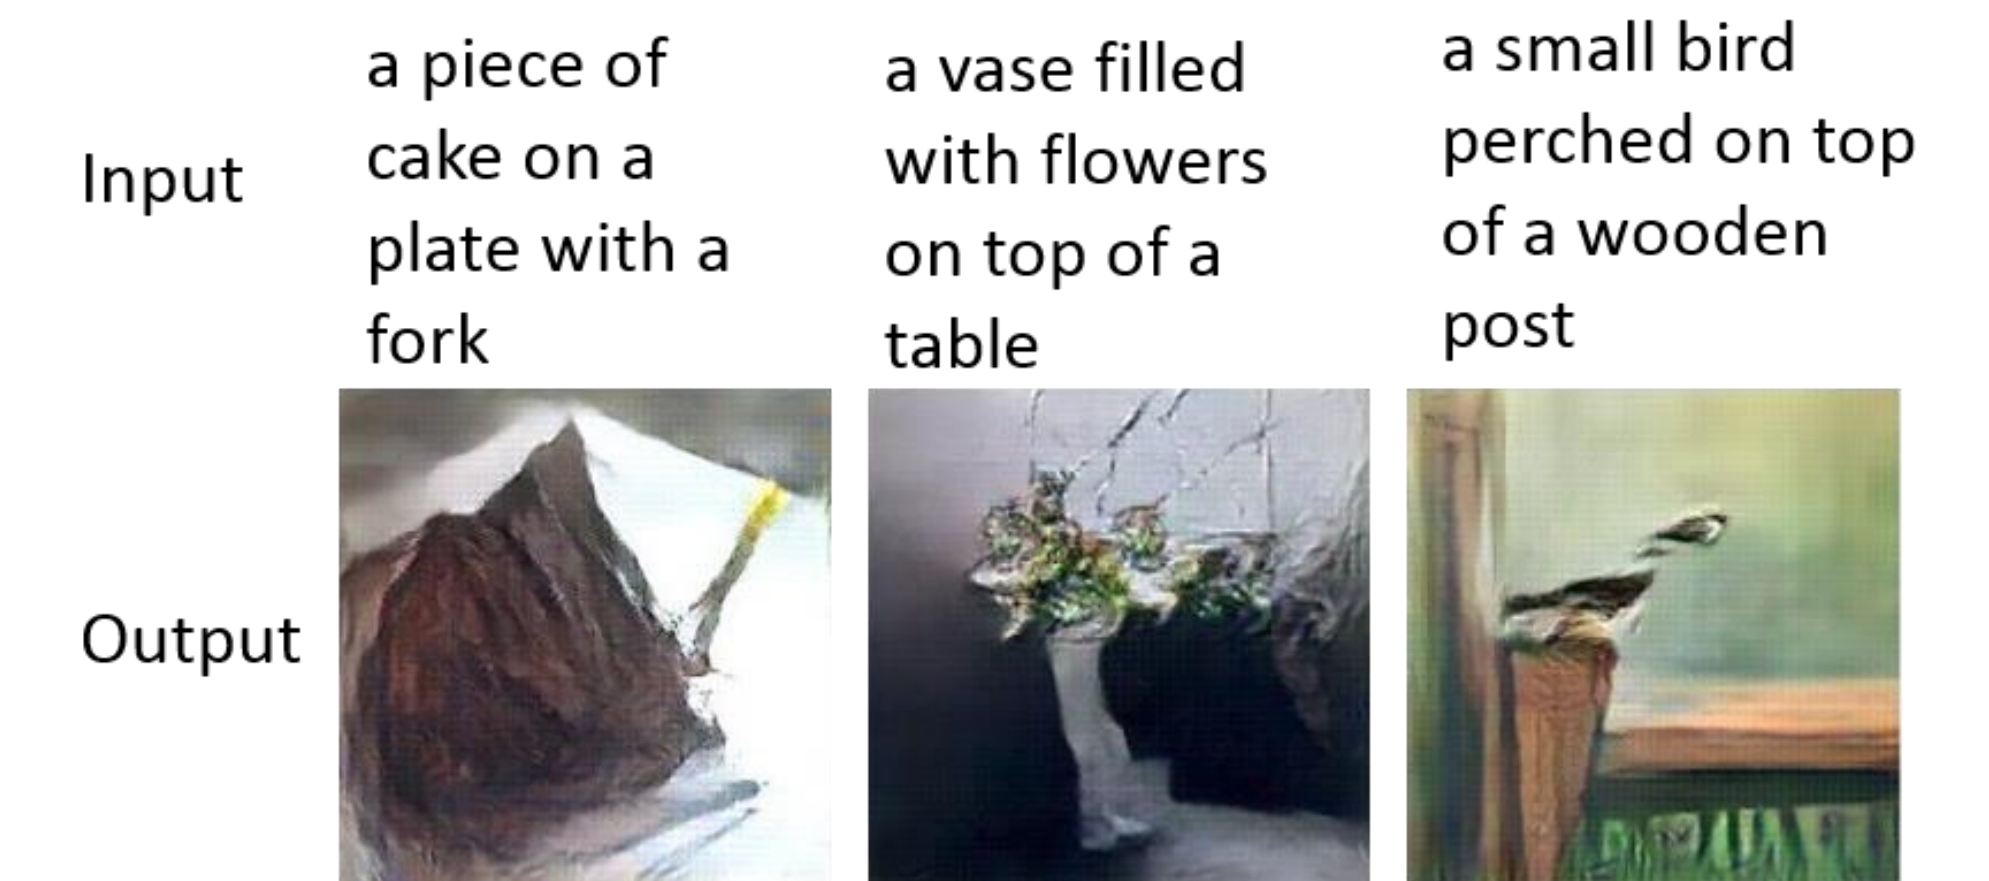 Input
a piece of
cake on a
plate with a
fork
a vase filled
with flowers
on top of a
table
a small bird
perched on top
of a wooden
post
Output